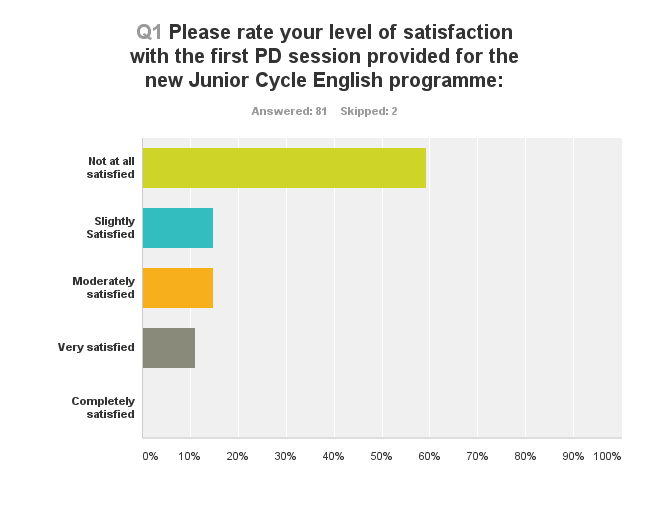 Q1 Please rate your level of satisfaction
with the first PD session provided for the
new Junior Cycle English programme:
Answered: 81 Skipped: 2
Not at all
satisfied
Slightly
Satisfied
Moderately
satisfied
Very satisfied
Completely
satisfied
0% 10% 20% 30% 40% 50% 60% 70% 80% 90% 100%